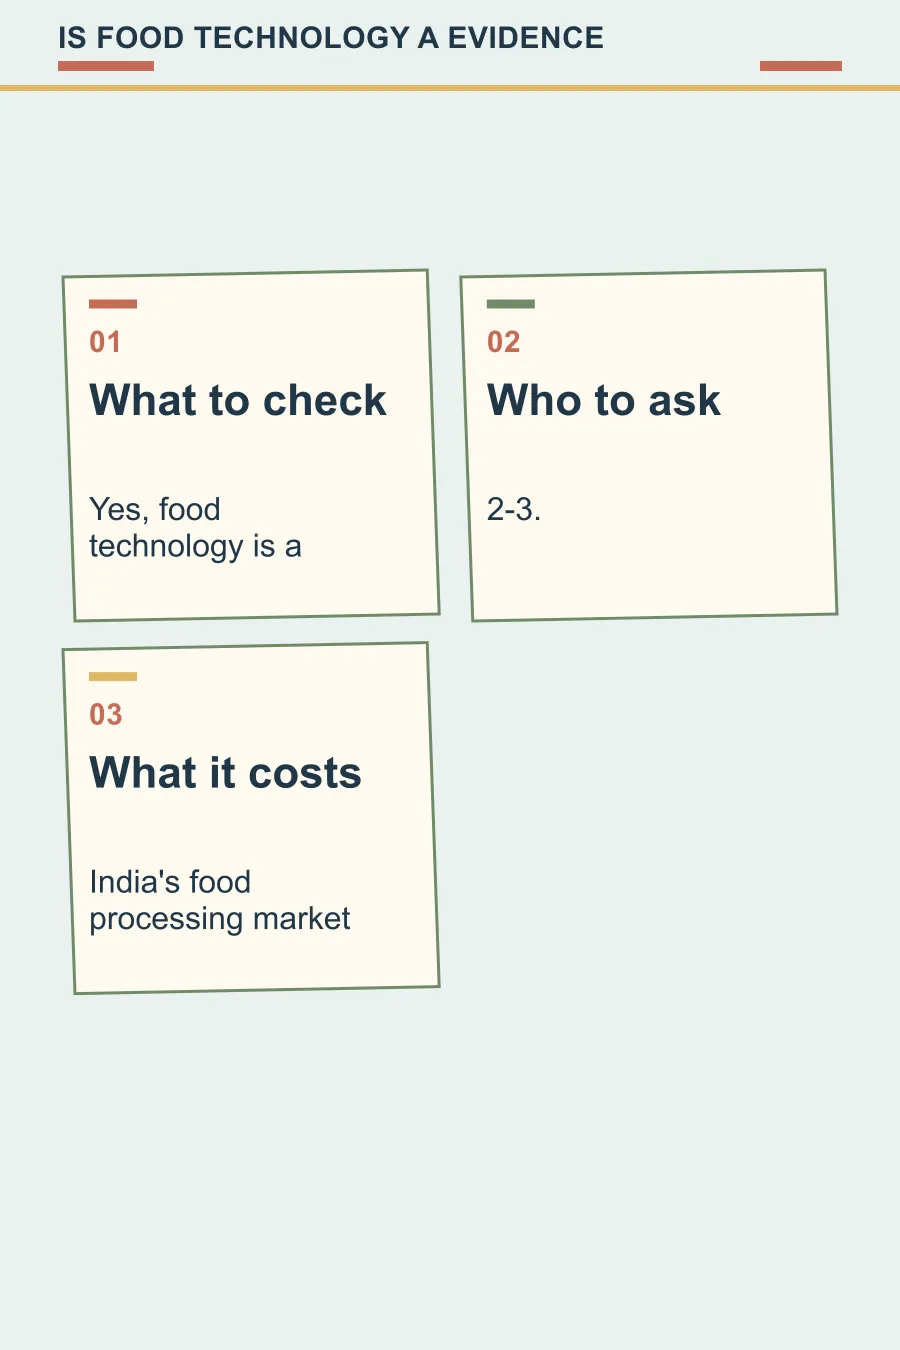 IS FOOD TECHNOLOGY A EVIDENCE
01
What to check
Yes, food
technology is a
02
Who to ask
2-3.
03
What it costs
India's food
processing market